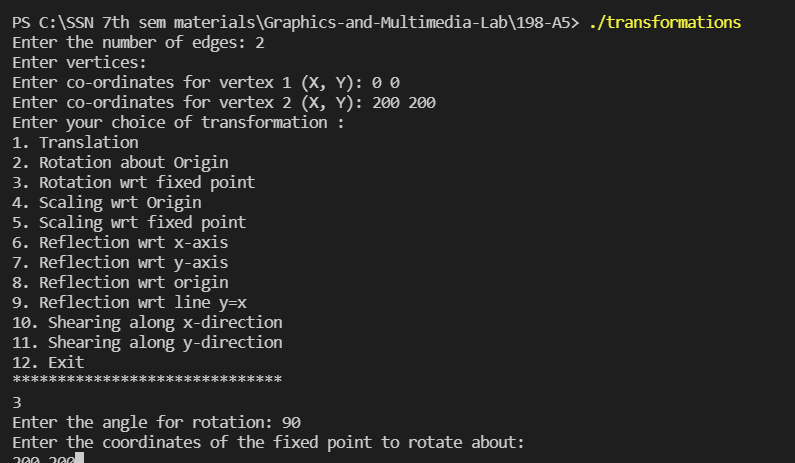 PS C:\SSN 7th sem materials\Graphics-and-Multimedia-Lab\198-A5> ./transformations
Enter the number of edges: 2
Enter vertices:
Enter co-ordinates for vertex 1 (X, Y): 0 0
Enter co-ordinates for vertex 2 (X, Y): 200 200
Enter your choice of transformation :
1. Translation
2. Rotation about Origin
3. Rotation wrt fixed point
4. Scaling wrt Origin
5. Scaling wrt fixed point
6. Reflection wrt x-axis
7. Reflection wrt y-axis
8. Reflection wrt origin
9. Reflection wrt line y=x
10. Shearing along x-direction
11. Shearing along y-direction
12. Exit
******************************
3
Enter the angle for rotation: 90
Enter the coordinates of the fixed point to rotate about:
200 200